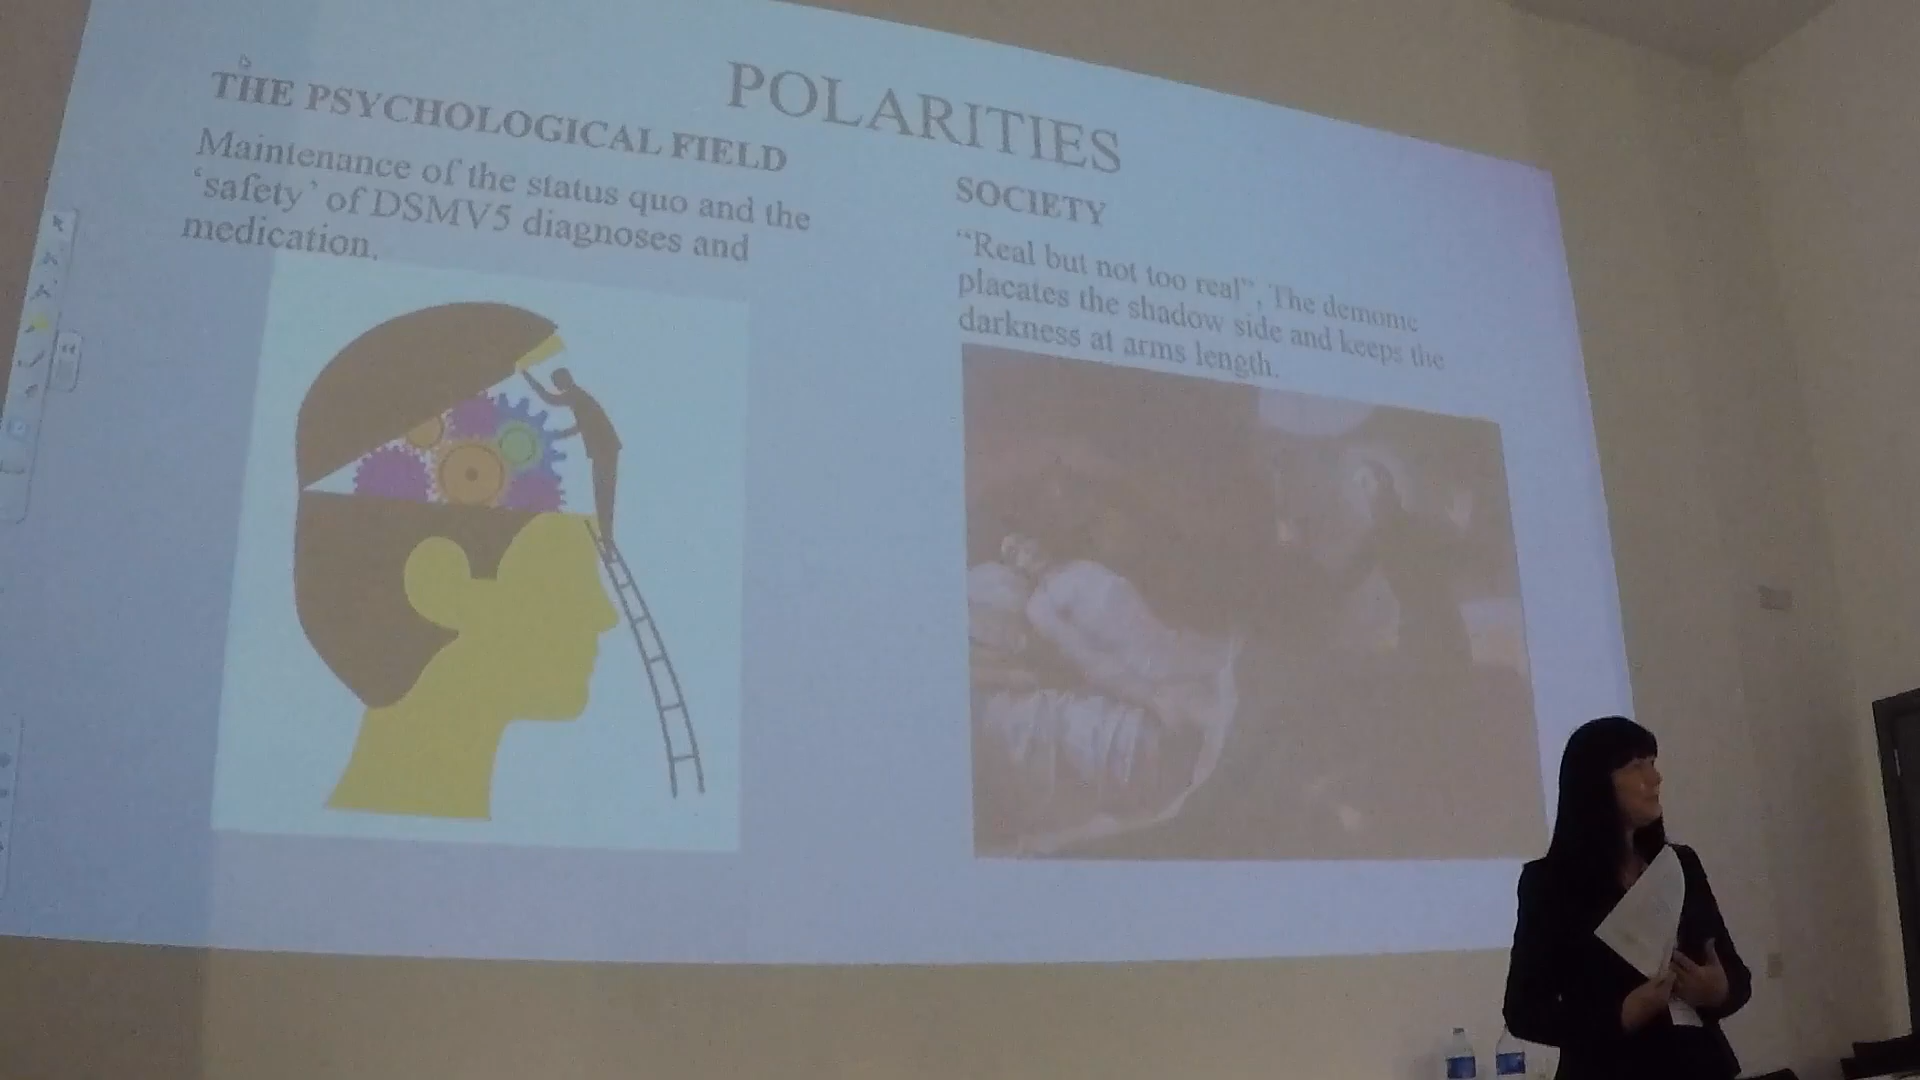 POLARITIES
THE PSYCHOLOGICAL FIELD
Maintenance of the status quo and the
‘safety’ of DSMV5 diagnoses and
medication.
SOCIETY
“Real but not too real”. The demonic
placates the shadow side and keeps the
darkness at arms length.